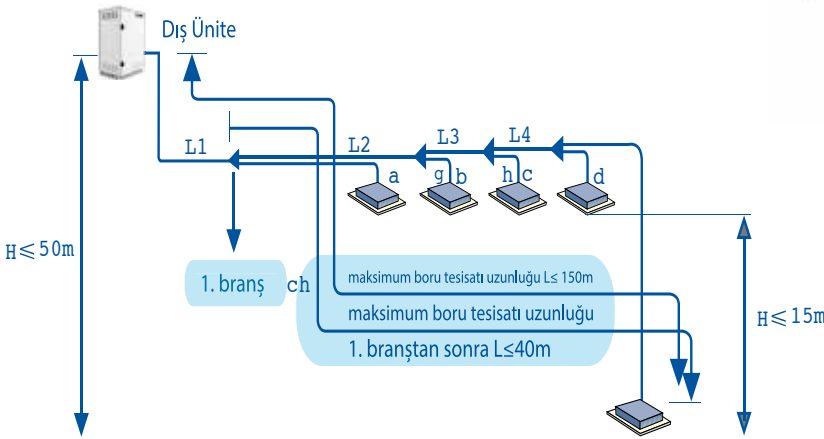 Dış Ünite
L1
L2
L3
L4
a
g
b
h
c
d
H≤50m
1. branş
ch
maksimum boru tesisatı uzunluğu L≤ 150m
maksimum boru tesisatı uzunluğu
1. branştan sonra L≤40m
H≤15m